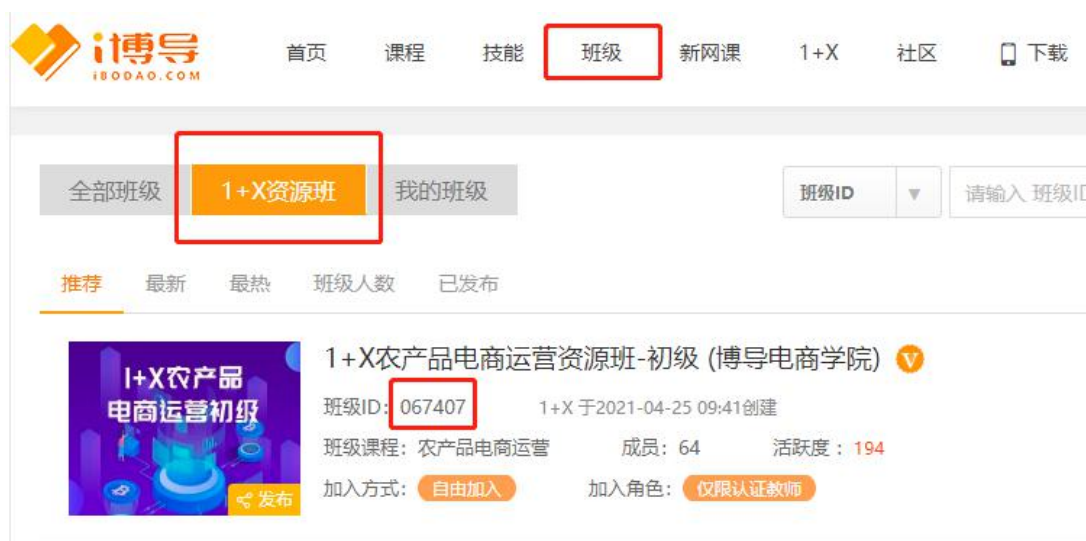 i博导
IBODAO.COM
首页 课程 技能 班级 新网课 1+X 社区 下载
全部班级 1+X资源班 我的班级 班级ID ▼ 请输入 班级ID
推荐 最新 最热 班级人数 已发布
1+X农产品电商运营资源班-初级 (博导电商学院) V
I+X农产品
电商运营初级
发布
班级ID: 067407 1+X 于2021-04-25 09:41创建
班级课程: 农产品电商运营 成员: 64 活跃度 : 194
加入方式: 自由加入 加入角色: 仅限认证教师